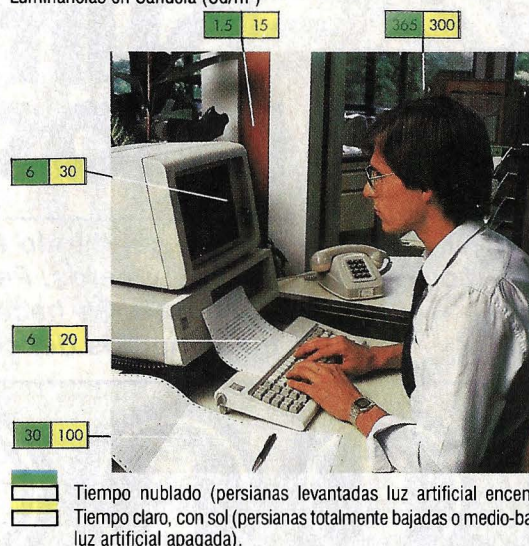 Luminancias en Candela (Cd/m²)
1.5 15
365 300
6 30
6 20
30 100
Tiempo nublado (persianas levantadas luz artificial encen
Tiempo claro, con sol (persianas totalmente bajadas o medio-ba
luz artificial apagada).